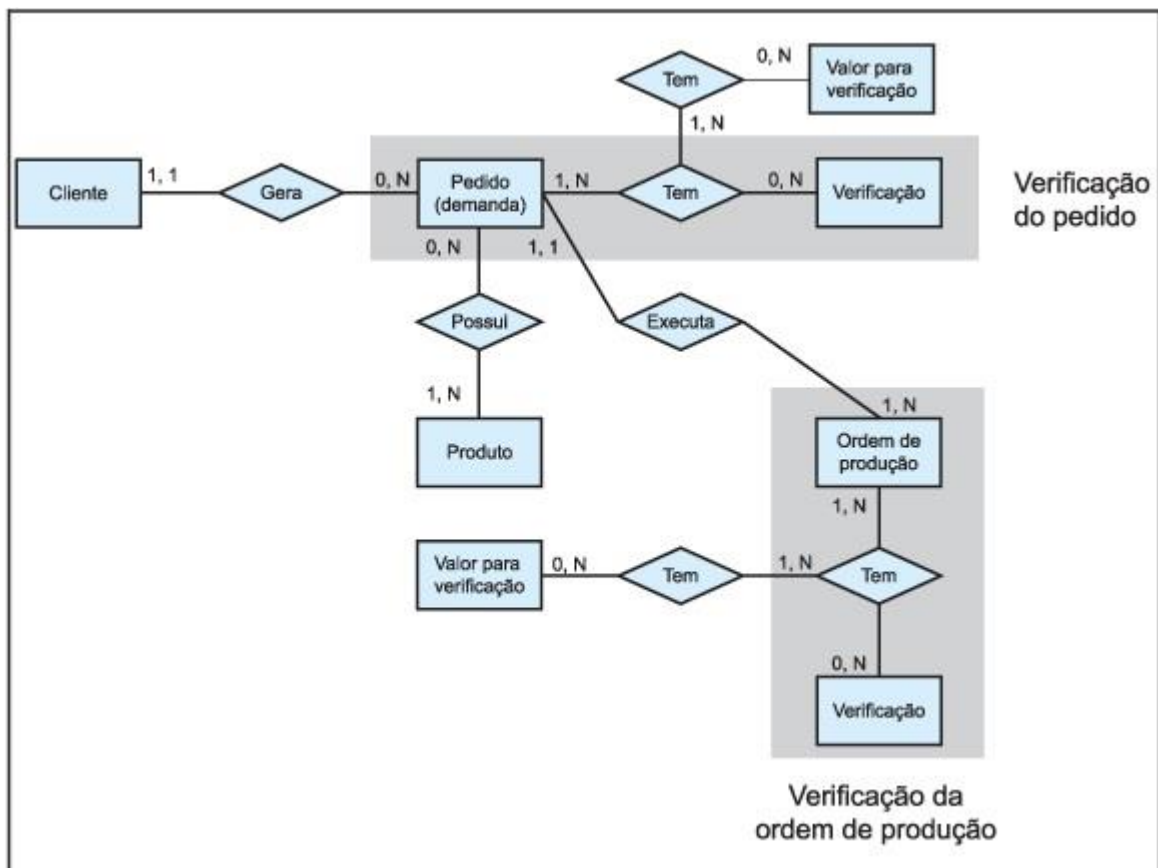 0, N
Tem
Valor para
verificação
1, N
Cliente
1, 1
Gera
0, N
Pedido
(demanda)
1, N
Tem
0, N
Verificação
Verificação
do pedido
0, N
1, 1
Possui
Executa
1, N
1, N
Produto
Ordem de
produção
1, N
Valor para
verificação
0, N
Tem
1, N
Tem
0, N
Verificação
Verificação da
ordem de produção